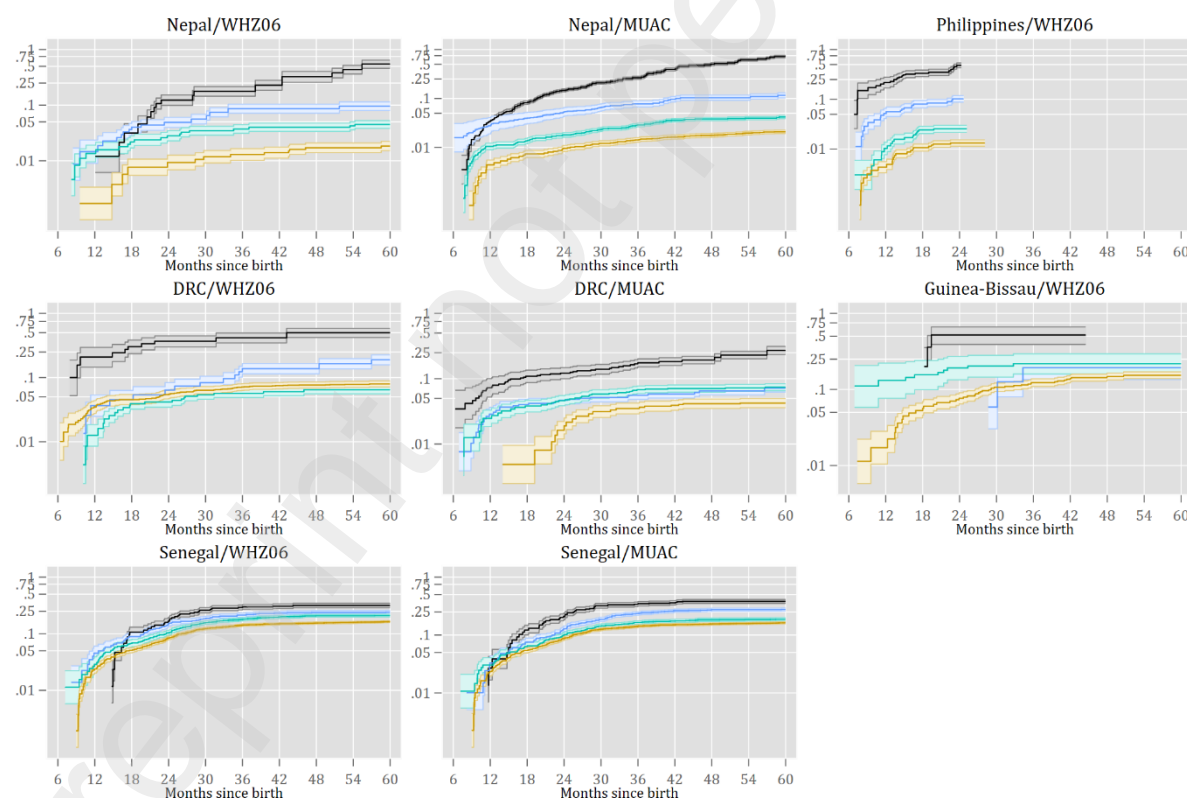 Nepal/WHZ06
1
.75
.5
.25
.1
.05
.01
6 12 18 24 30 36 42 48 54 60
Months since birth
Nepal/MUAC
1
.75
.5
.25
.1
.05
.01
6 12 18 24 30 36 42 48 54 60
Months since birth
Philippines/WHZ06
1
.75
.5
.25
.1
.05
.01
6 12 18 24 30 36 42 48 54 60
Months since birth
DRC/WHZ06
1
.75
.5
.25
.1
.05
.01
6 12 18 24 30 36 42 48 54 60
Months since birth
DRC/MUAC
1
.75
.5
.25
.1
.05
.01
6 12 18 24 30 36 42 48 54 60
Months since birth
Guinea-Bissau/WHZ06
1
.75
.5
.25
.1
.05
.01
6 12 18 24 30 36 42 48 54 60
Months since birth
Senegal/WHZ06
1
.75
.5
.25
.1
.05
.01
6 12 18 24 30 36 42 48 54 60
Months since birth
Senegal/MUAC
1
.75
.5
.25
.1
.05
.01
6 12 18 24 30 36 42 48 54 60
Months since birth
reprint not pe